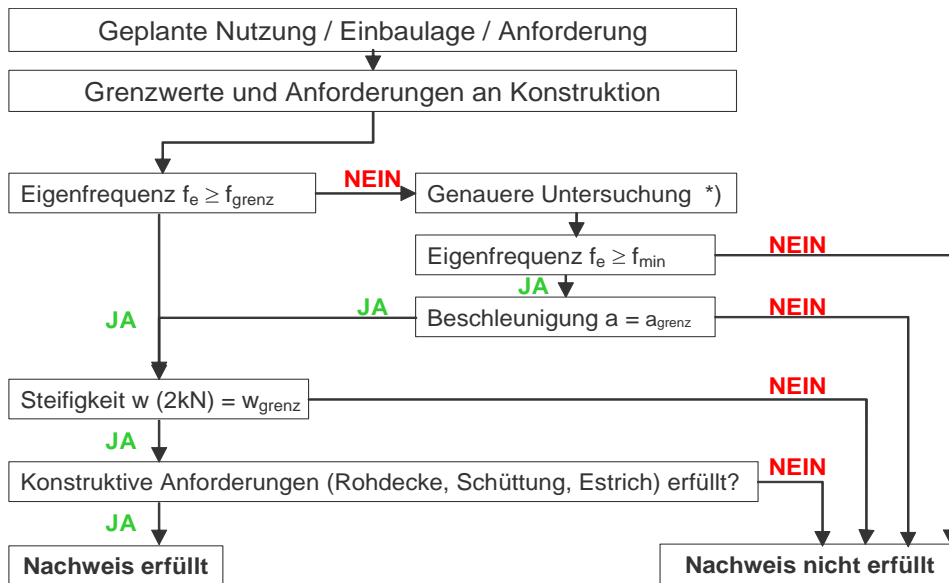 Geplante Nutzung / Einbaulage / Anforderung
Grenzwerte und Anforderungen an Konstruktion
Eigenfrequenz fe ≥ fgrenz
NEIN
Genauere Untersuchung *)
Eigenfrequenz fe ≥ fmin
NEIN
JA
JA
JA
Beschleunigung a = agrenz
NEIN
Steifigkeit w (2kN) = wgrenz
NEIN
JA
Konstruktive Anforderungen (Rohdecke, Schüttung, Estrich) erfüllt?
NEIN
JA
Nachweis erfüllt
Nachweis nicht erfüllt